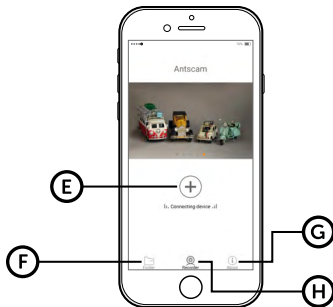 Antscam
E
Connecting device
F
G
Folder
Recorder
About
H